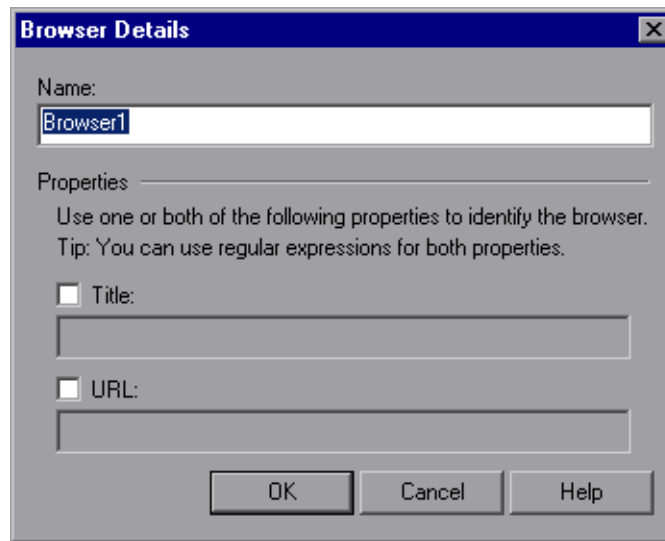 Browser Details
Name:
Browser1
Properties
Use one or both of the following properties to identify the browser.
Tip: You can use regular expressions for both properties.
Title:
URL:
OK Cancel Help